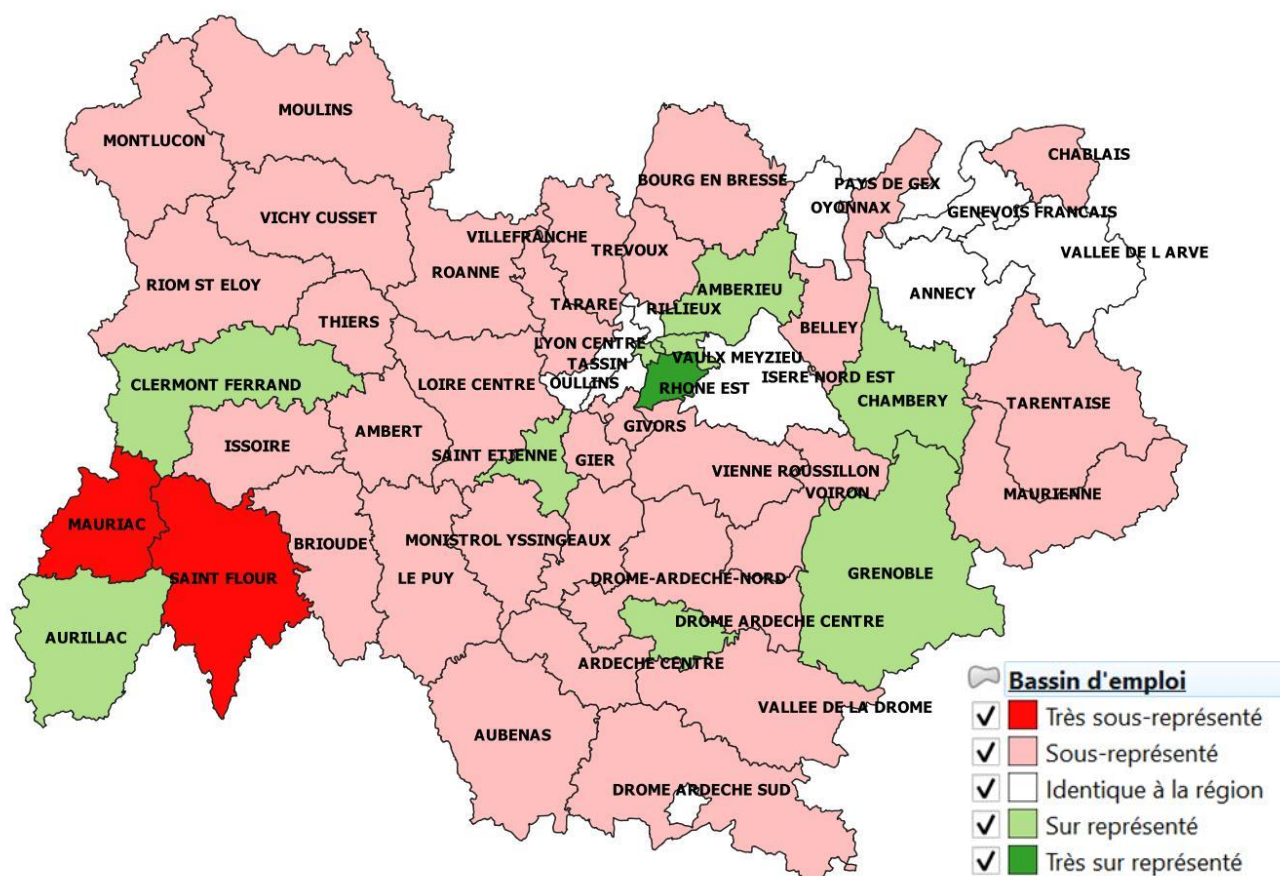 MOULINS
MONTLUCON
CHABLAIS
BOURG EN BRESSE
PAYS DE GEX
OYONNAX
GENEVOIS FRANCAIS
VICHY CUSSET
VILLEFRANCHE
TREVOUX
VALLEE DE L ARVE
ROANNE
RIOM ST ELOY
AMBERIEU
ANNECY
TARARE
RILLIEUX
THIERS
BELLEY
LYON CENTRE
VAULX MEYZIEU
TASSIN
ISERE NORD EST
CLERMONT FERRAND
LOIRE CENTRE
OULLINS
RHONE EST
CHAMBERY
TARENTAISE
GIVORS
AMBERT
ISSOIRE
SAINT ETIENNE
GIER
VIENNE ROUSSILLON
VOIRON
MAURIENNE
MAURIAC
BRIOUDE
MONISTROL YSSINGEAUX
SAINT FLOUR
LE PUY
DROME-ARDECHE-NORD
GRENOBLE
DROME ARDECHE CENTRE
AURILLAC
ARDECHE CENTRE
VALLEE DE LA DROME
AUBENAS
DROME ARDECHE SUD
Bassin d'emploi
Très sous-représenté
Sous-représenté
Identique à la région
Sur représenté
Très sur représenté